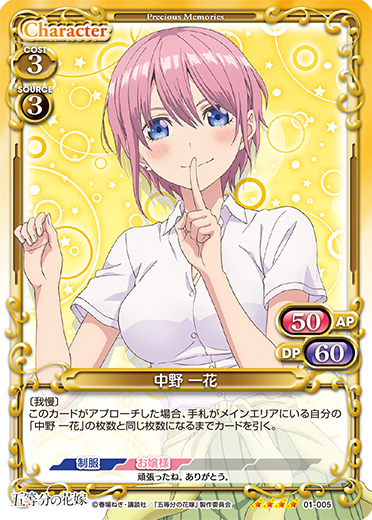 Precious Memories
Character
COST
3
SOURCE
3
50 AP
DP 60
中野 一花
〔我慢〕
このカードがアプローチした場合、手札がメインエリアにいる自分の
「中野 一花」の枚数と同じ枚数になるまでカードを引く。
制服 お嬢様
頑張ったね。ありがとう。
五等分の花嫁
©春場ねぎ・講談社／「五等分の花嫁」製作委員会
01-005